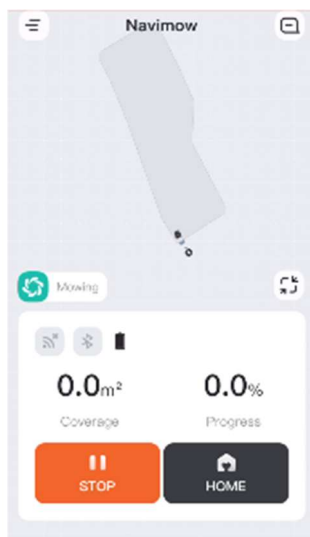 Navimow
Mowing
0.0m² 0.0%
Coverage Progress
STOP HOME